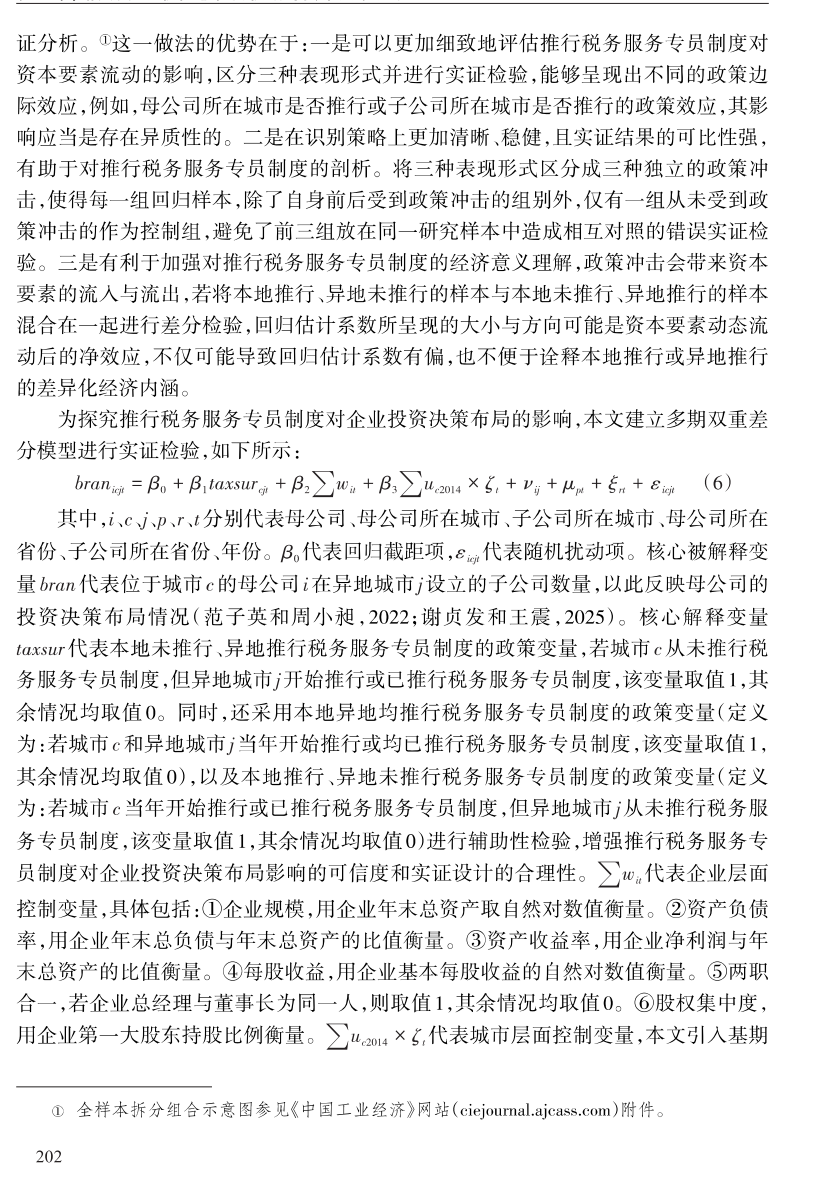 证分析。①这一做法的优势在于:一是可以更加细致地评估推行税务服务专员制度对
资本要素流动的影响,区分三种表现形式并进行实证检验,能够呈现出不同的政策边
际效应,例如,母公司所在城市是否推行或子公司所在城市是否推行的政策效应,其影
响应当是存在异质性的。二是在识别策略上更加清晰、稳健,且实证结果的可比性强,
有助于对推行税务服务专员制度的剖析。将三种表现形式区分成三种独立的政策冲
击,使得每一组回归样本,除了自身前后受到政策冲击的组别外,仅有一组从未受到政
策冲击的作为控制组,避免了前三组放在同一研究样本中造成相互对照的错误实证检
验。三是有利于加强对推行税务服务专员制度的经济意义理解,政策冲击会带来资本
要素的流入与流出,若将本地推行、异地未推行的样本与本地未推行、异地推行的样本
混合在一起进行差分检验,回归估计系数所呈现的大小与方向可能是资本要素动态流
动后的净效应,不仅可能导致回归估计系数有偏,也不便于诠释本地推行或异地推行
的差异化经济内涵。
为探究推行税务服务专员制度对企业投资决策布局的影响,本文建立多期双重差
分模型进行实证检验,如下所示:
bran_{icjt} = β₀ + β₁taxsur_{cjt} + β₂∑w_{it} + β₃∑u_{c2014} × ζ_t + ν_{ij} + μ_{pt} + ξ_{rt} + ε_{icjt} (6)
其中,i、c、j、p、r、t分别代表母公司、母公司所在城市、子公司所在城市、母公司所在
省份、子公司所在省份、年份。β₀代表回归截距项,ε_{icjt}代表随机扰动项。核心被解释变
量bran代表位于城市c的母公司i在异地城市j设立的子公司数量,以此反映母公司的
投资决策布局情况(范子英和周小昶,2022;谢贞发和王震,2025)。核心解释变量
taxsur代表本地未推行、异地推行税务服务专员制度的政策变量,若城市c从未推行税
务服务专员制度,但异地城市j开始推行或已推行税务服务专员制度,该变量取值1,其
余情况均取值0。同时,还采用本地异地均推行税务服务专员制度的政策变量(定义
为:若城市c和异地城市j当年开始推行或均已推行税务服务专员制度,该变量取值1,
其余情况均取值0),以及本地推行、异地未推行税务服务专员制度的政策变量(定义
为:若城市c当年开始推行或已推行税务服务专员制度,但异地城市j从未推行税务服
务专员制度,该变量取值1,其余情况均取值0)进行辅助性检验,增强推行税务服务专
员制度对企业投资决策布局影响的可信度和实证设计的合理性。∑w_{it}代表企业层面
控制变量,具体包括:①企业规模,用企业年末总资产取自然对数值衡量。②资产负债
率,用企业年末总负债与年末总资产的比值衡量。③资产收益率,用企业净利润与年
末总资产的比值衡量。④每股收益,用企业基本每股收益的自然对数值衡量。⑤两职
合一,若企业总经理与董事长为同一人,则取值1,其余情况均取值0。⑥股权集中度,
用企业第一大股东持股比例衡量。∑u_{c2014} × ζ_t代表城市层面控制变量,本文引入基期
① 全样本拆分组合示意图参见《中国工业经济》网站(ciejournal.ajcass.com)附件。
202